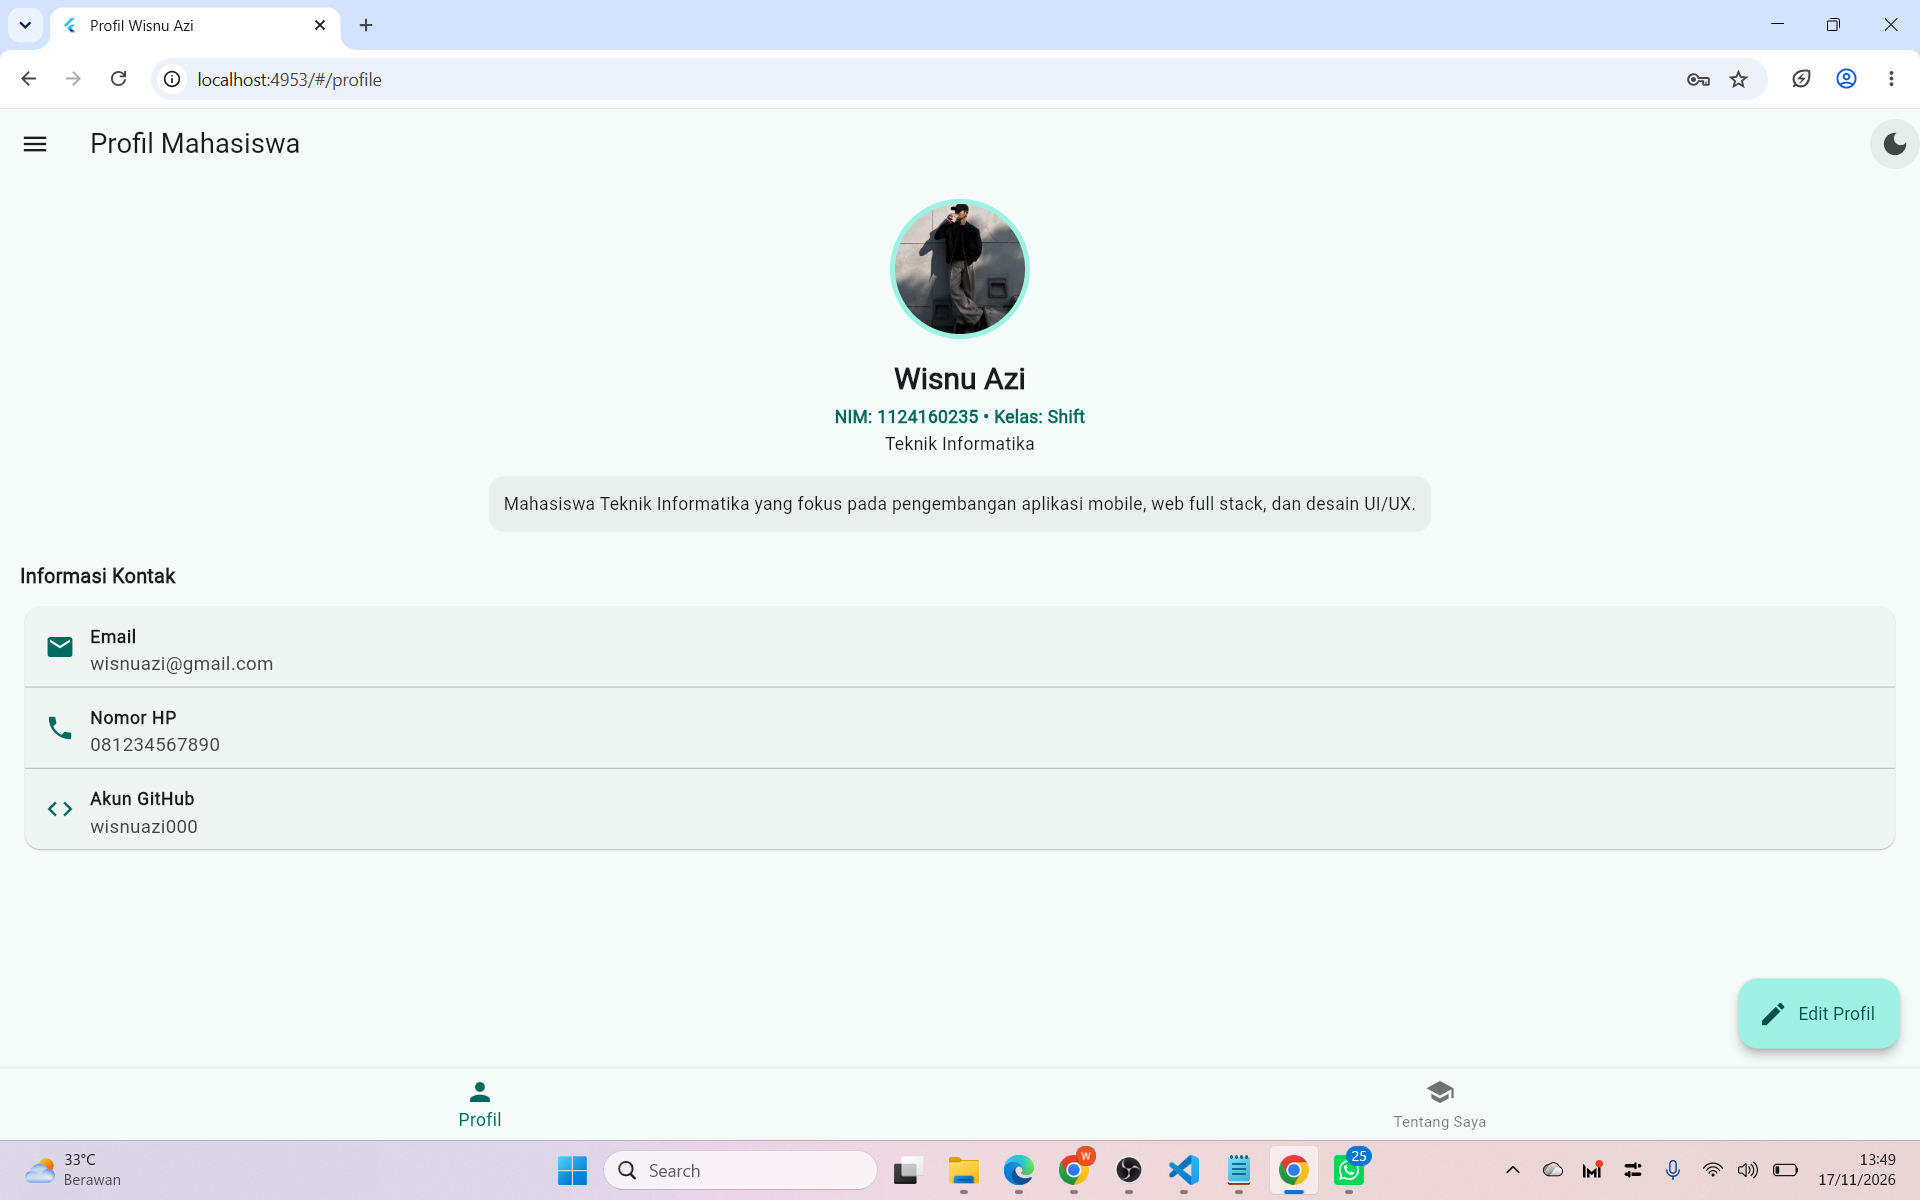 Profil Wisnu Azi
localhost:4953/#/profile
Profil Mahasiswa
Wisnu Azi
NIM: 1124160235 • Kelas: Shift
Teknik Informatika
Mahasiswa Teknik Informatika yang fokus pada pengembangan aplikasi mobile, web full stack, dan desain UI/UX.
Informasi Kontak
Email
wisnuazi@gmail.com
Nomor HP
081234567890
Akun GitHub
wisnuazi000
Edit Profil
Profil
Tentang Saya
33°C
Berawan
Search
W
25
13:49
17/11/2026